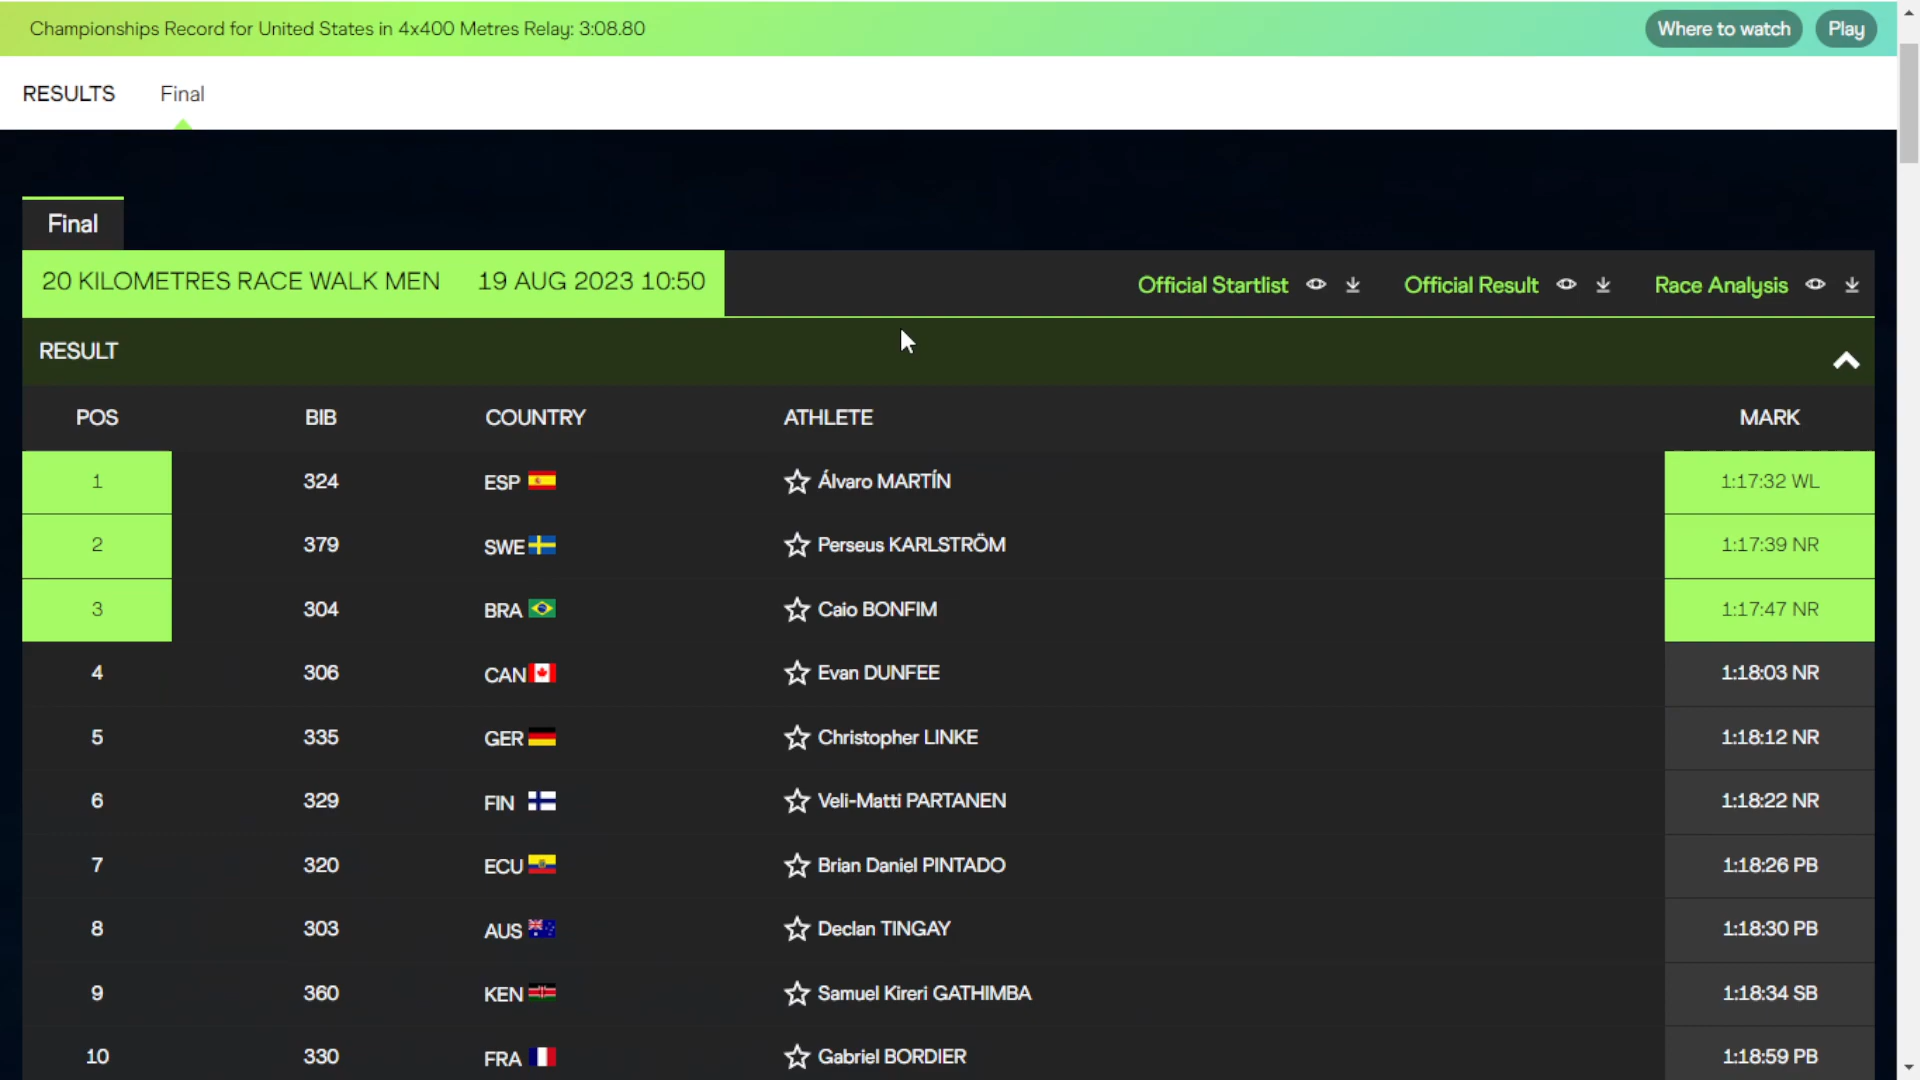 Championships Record for United States in 4x400 Metres Relay: 3:08.80 Where to watch Play
RESULTS Final
Final
20 KILOMETRES RACE WALK MEN 19 AUG 2023 10:50 Official Startlist Official Result Race Analysis
RESULT
POS BIB COUNTRY ATHLETE MARK
1 324 ESP Álvaro MARTÍN 1:17:32 WL
2 379 SWE Perseus KARLSTRÖM 1:17:39 NR
3 304 BRA Caio BONFIM 1:17:47 NR
4 306 CAN Evan DUNFEE 1:18:03 NR
5 335 GER Christopher LINKE 1:18:12 NR
6 329 FIN Veli-Matti PARTANEN 1:18:22 NR
7 320 ECU Brian Daniel PINTADO 1:18:26 PB
8 303 AUS Declan TINGAY 1:18:30 PB
9 360 KEN Samuel Kireri GATHIMBA 1:18:34 SB
10 330 FRA Gabriel BORDIER 1:18:59 PB